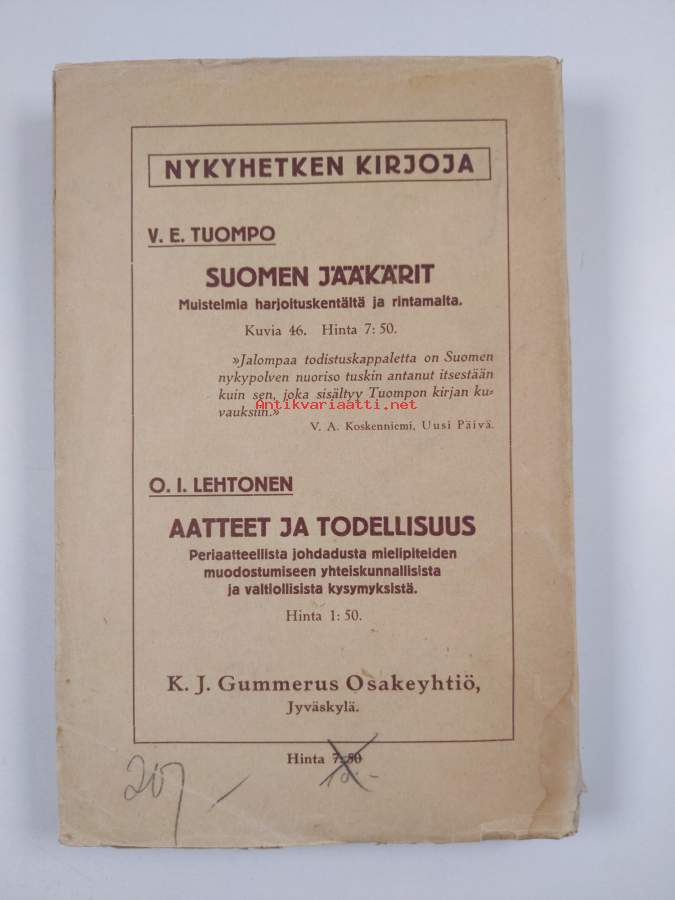 NYKYHETKEN KIRJOJA
V. E. TUOMPO
SUOMEN JÄÄKÄRIT
Muistelmia harjoituskentältä ja rintamalta.
Kuvia 46. Hinta 7: 50.
»Jalompaa todistuskappaletta on Suomen
nykypolven nuoriso tuskin antanut itsestään
kuin sen, joka sisältyy Tuompon kirjan ku-
vauksiin.»
Antikvariaatti.net
V. A. Koskenniemi, Uusi Päivä.
O. I. LEHTONEN
AATTEET JA TODELLISUUS
Periaatteellista johdadusta mielipiteiden
muodostumiseen yhteiskunnallisista
ja valtiollisista kysymyksistä.
Hinta 1: 50.
K. J. Gummerus Osakeyhtiö,
Jyväskylä.
Hinta 7: 50